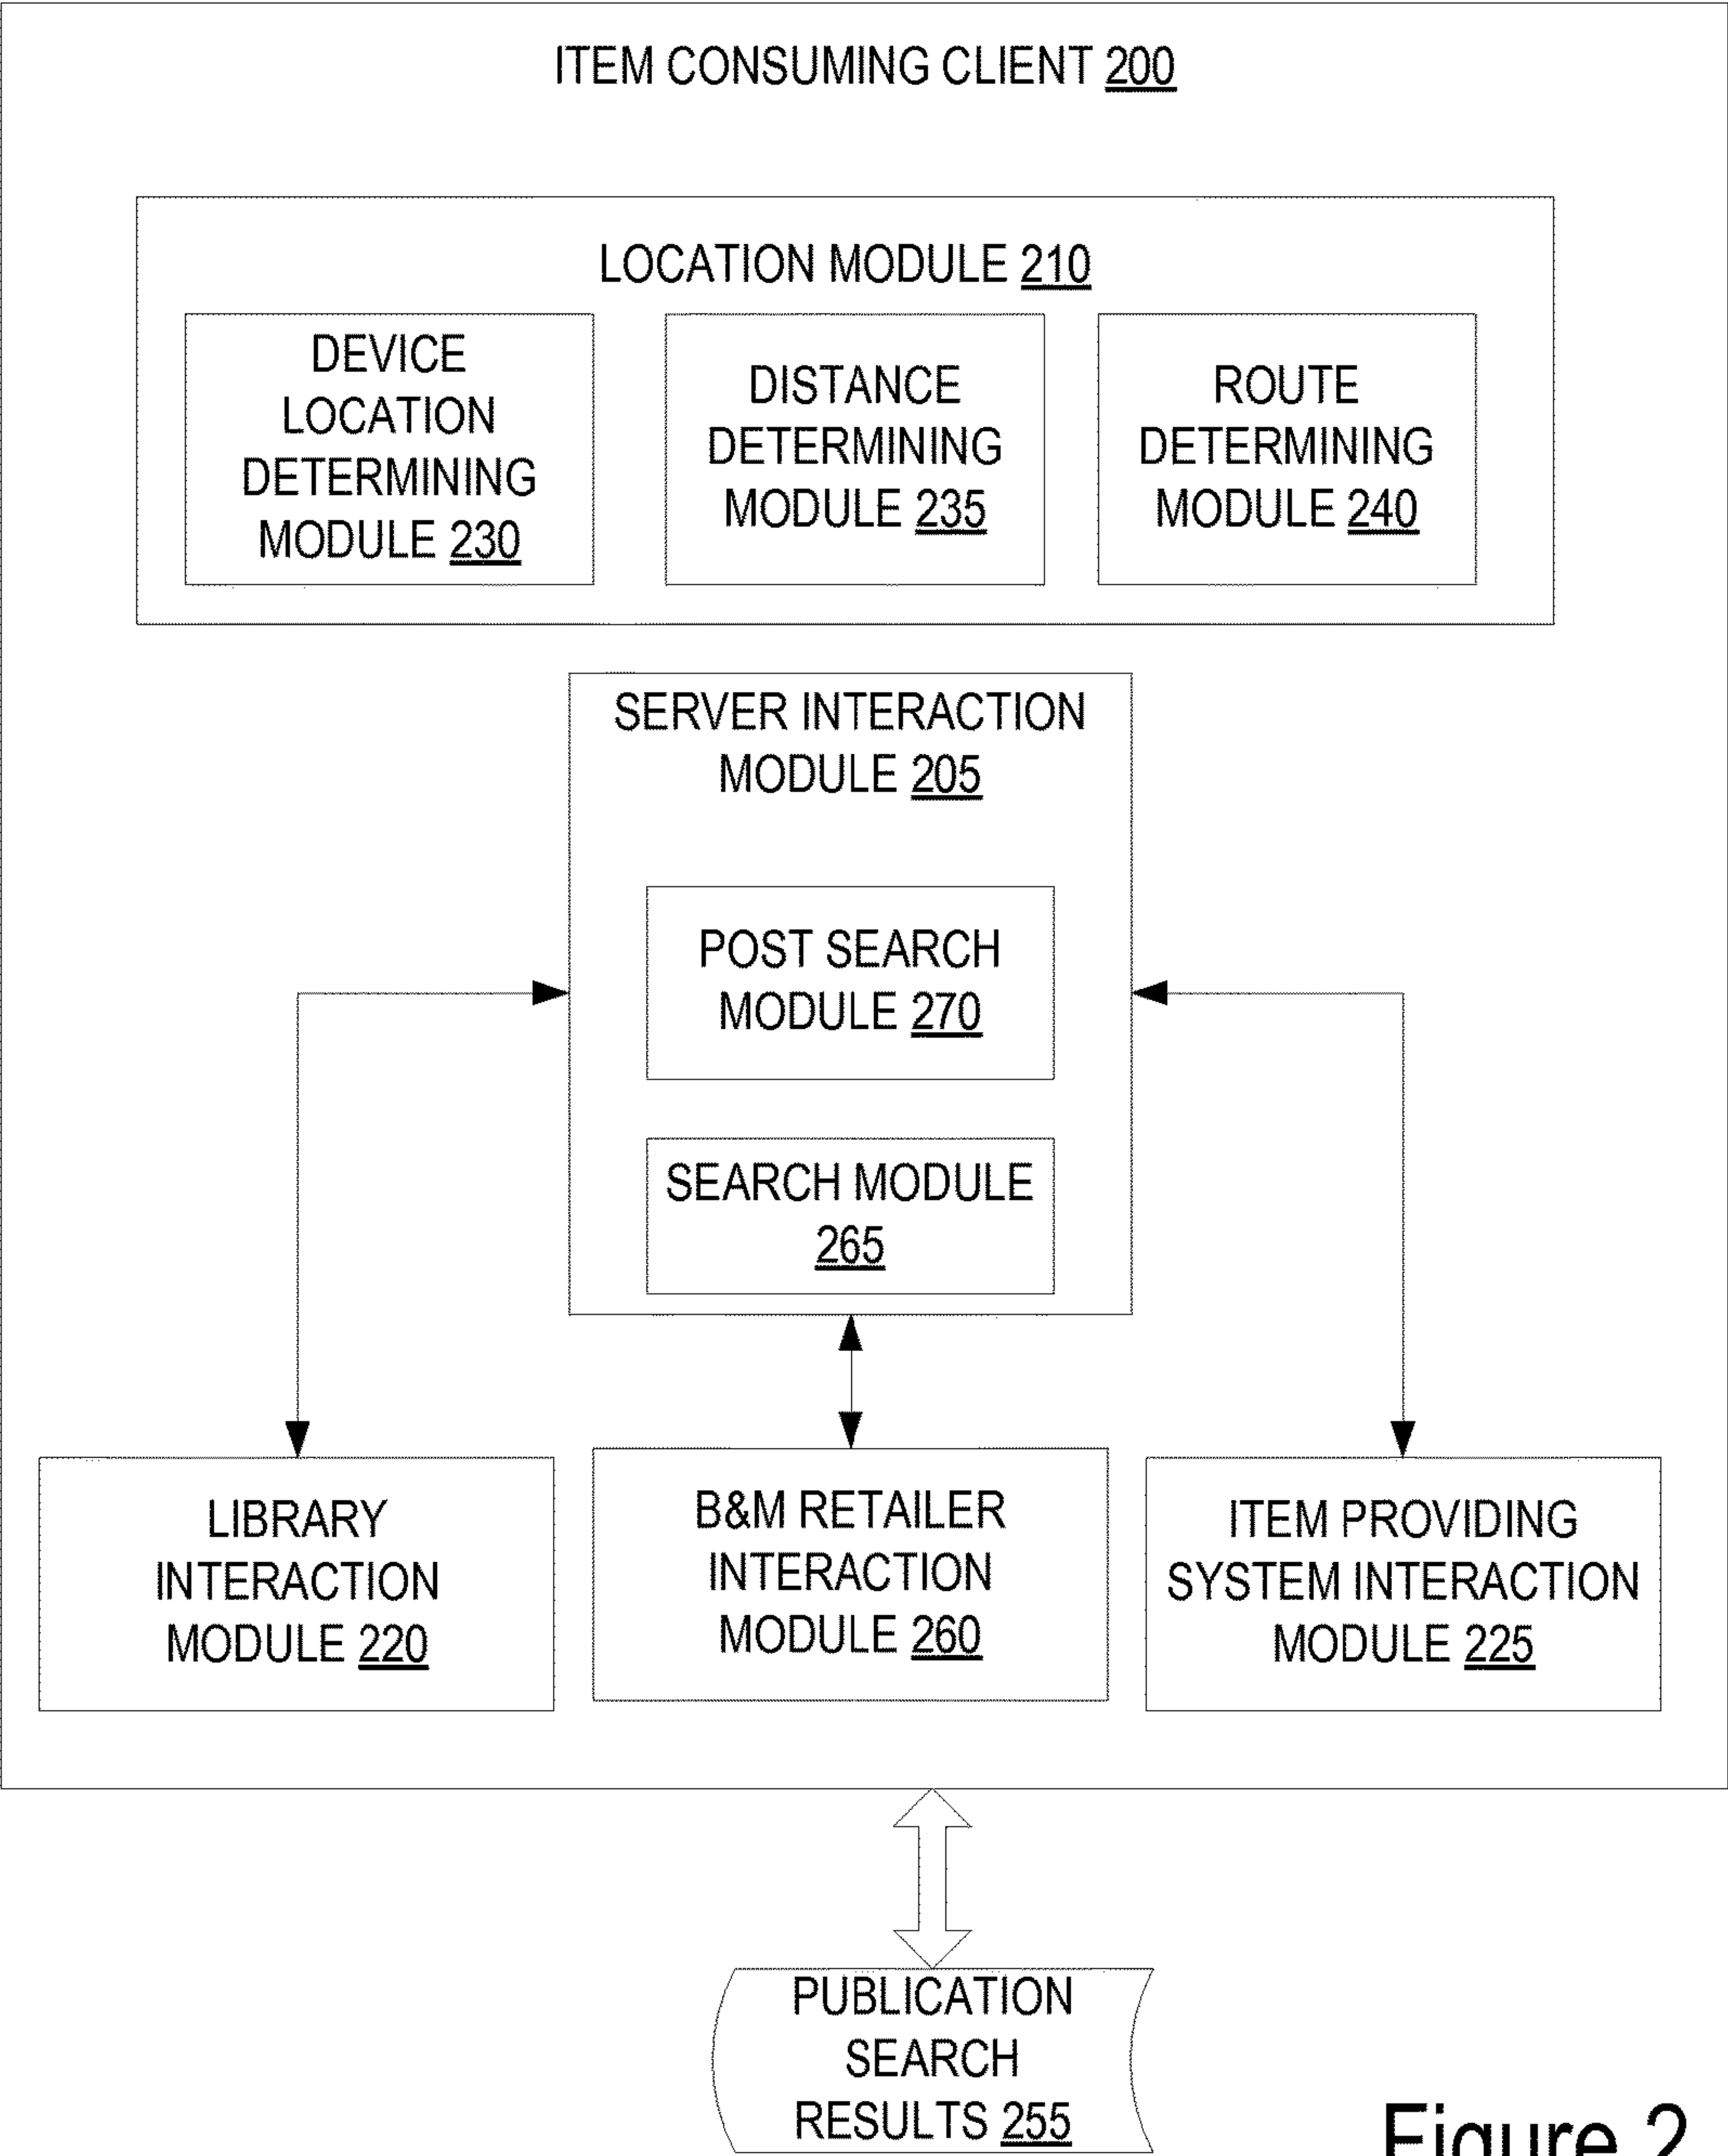 ITEM CONSUMING CLIENT 200
LOCATION MODULE 210
DEVICE
LOCATION
DETERMINING
MODULE 230
DISTANCE
DETERMINING
MODULE 235
ROUTE
DETERMINING
MODULE 240
SERVER INTERACTION
MODULE 205
POST SEARCH
MODULE 270
SEARCH MODULE
265
LIBRARY
INTERACTION
MODULE 220
B&M RETAILER
INTERACTION
MODULE 260
ITEM PROVIDING
SYSTEM INTERACTION
MODULE 225
PUBLICATION
SEARCH
RESULTS 255
Figure 2